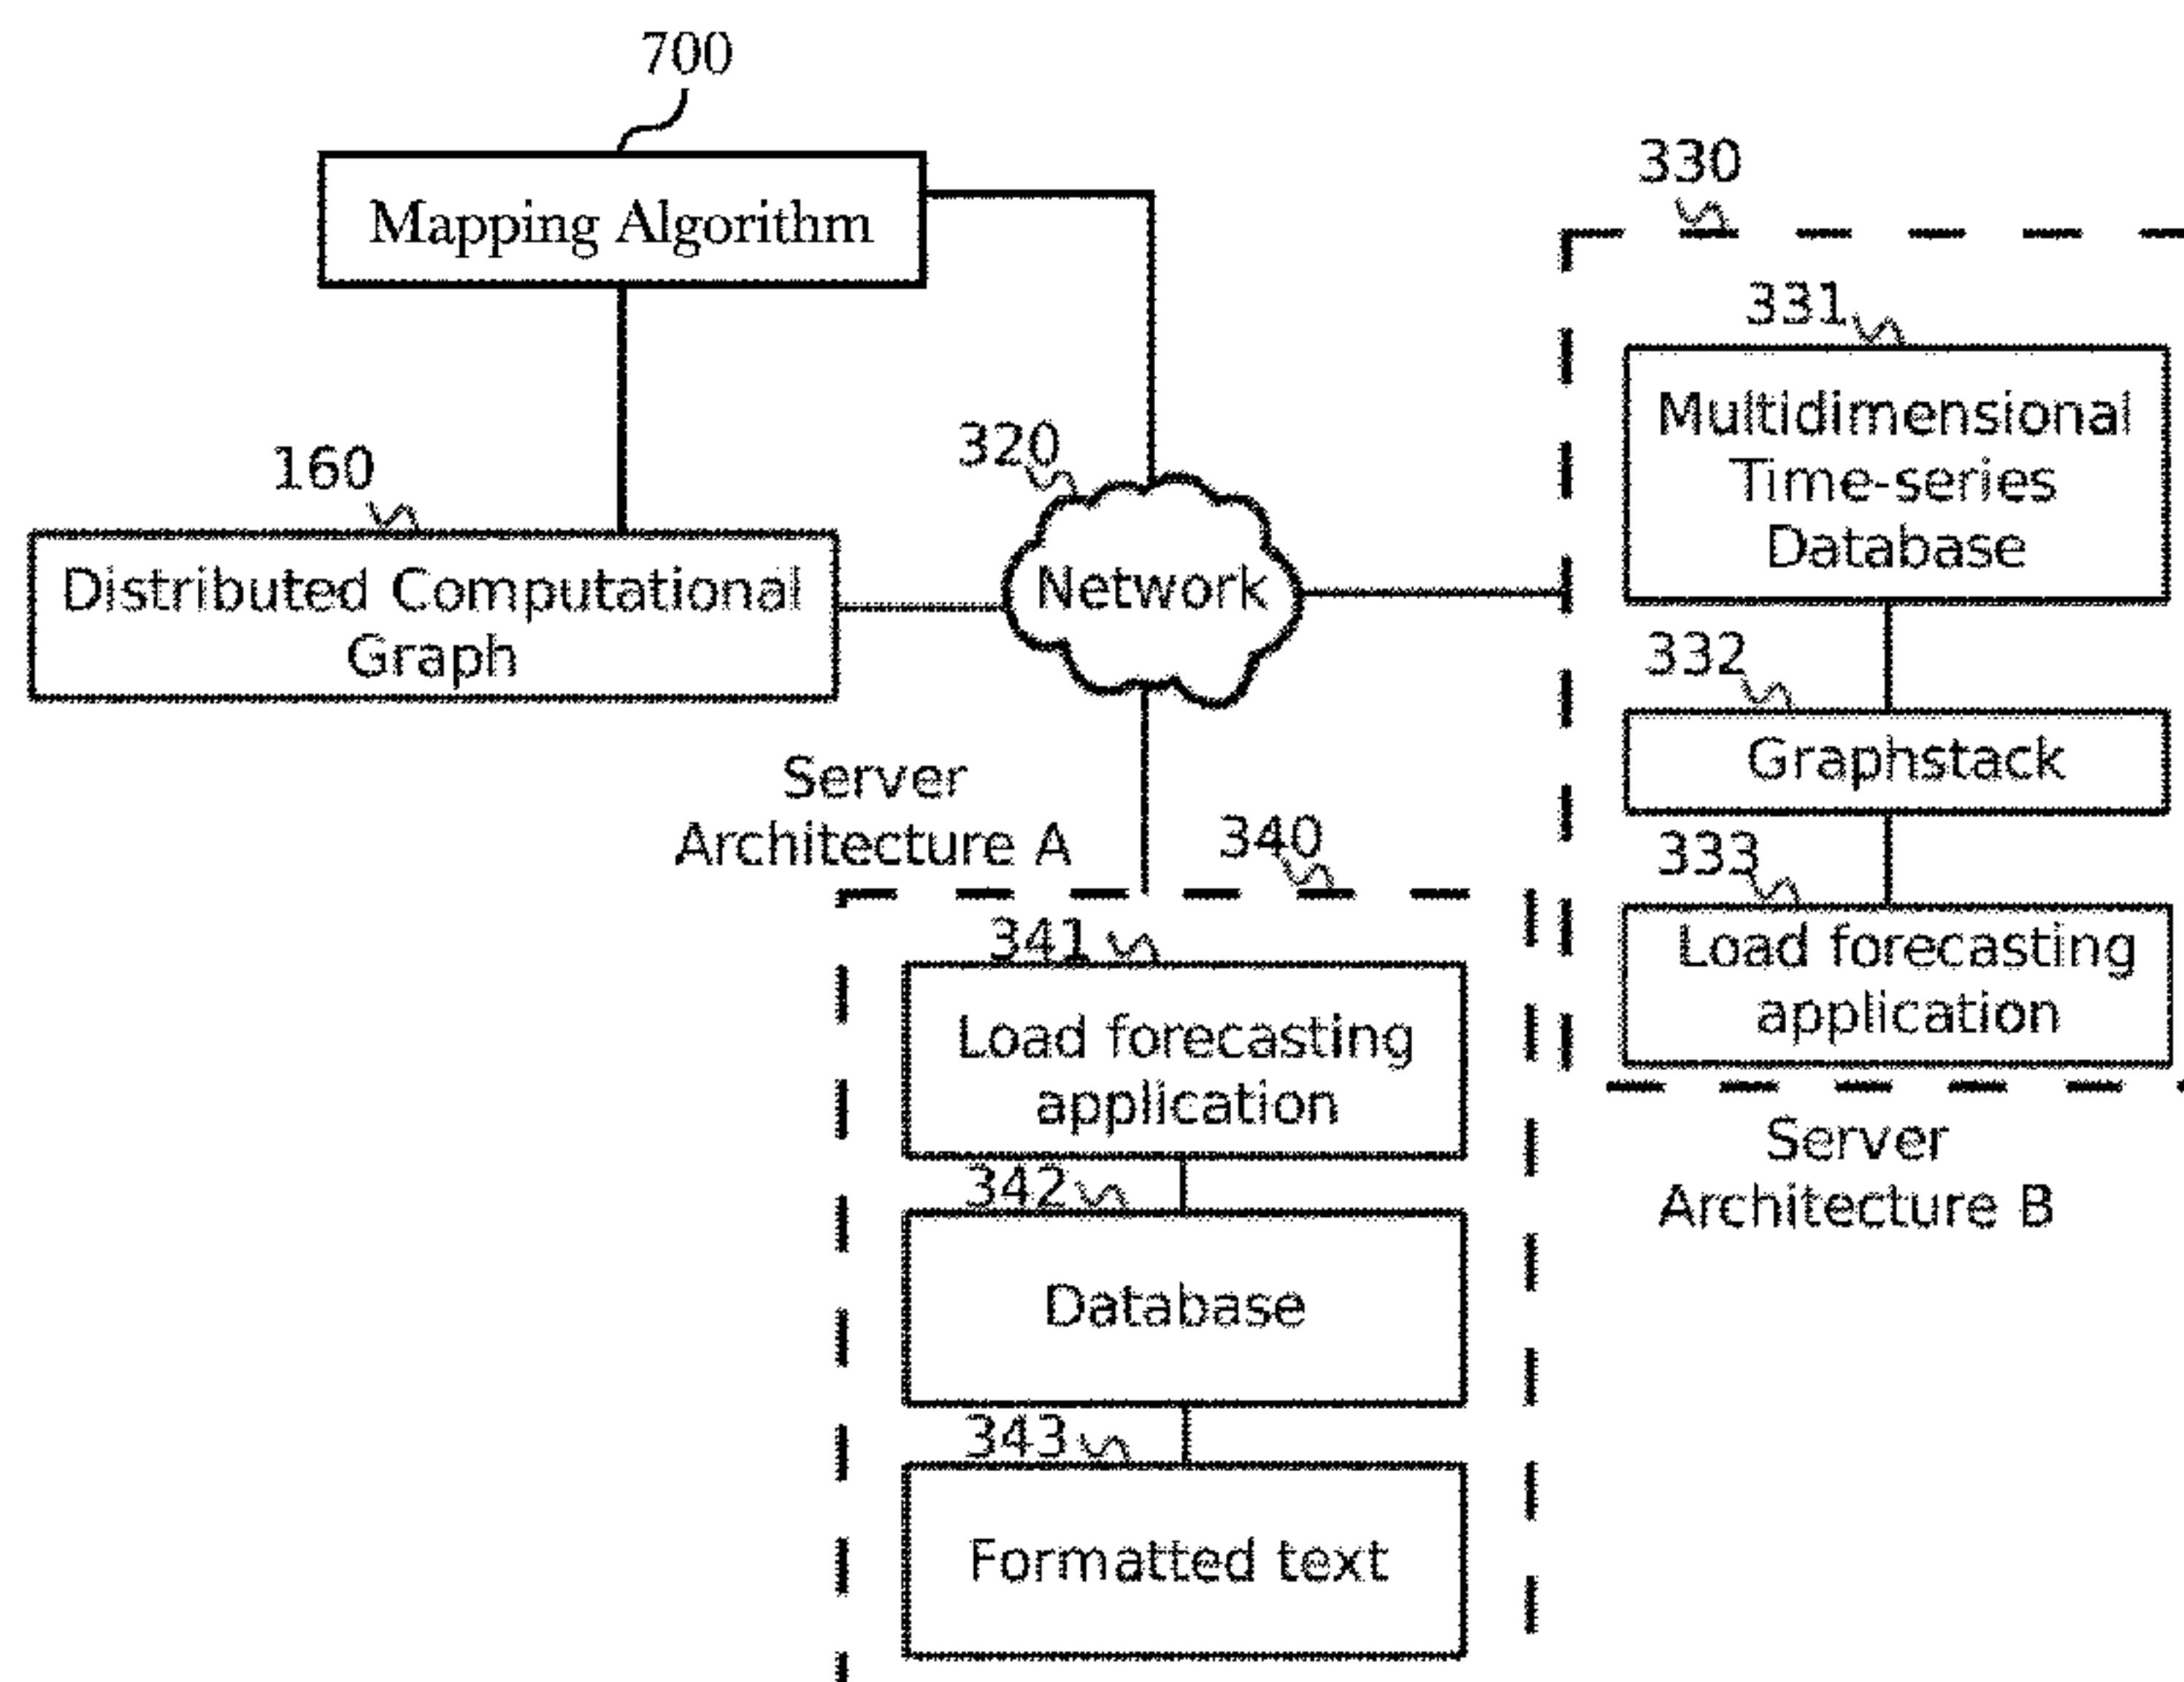 700
Mapping Algorithm
330
331
Multidimensional
Time-series
Database
320
160
Network
Distributed Computational
Graph
332
Graphstack
Server
Architecture A
340
333
Load forecasting
application
341
Load forecasting
application
Server
Architecture B
342
Database
343
Formatted text